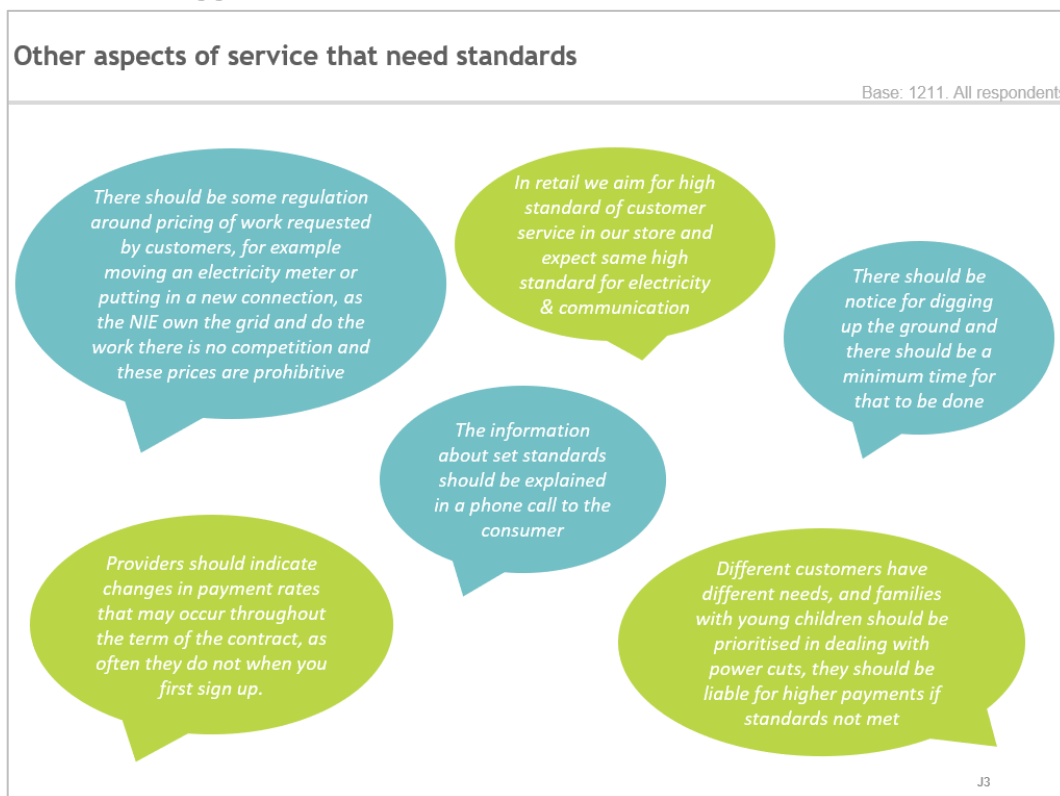 Other aspects of service that need standards
Base: 1211. All respondents
There should be some regulation
around pricing of work requested
by customers, for example
moving an electricity meter or
putting in a new connection, as
the NIE own the grid and do the
work there is no competition and
these prices are prohibitive
In retail we aim for high
standard of customer
service in our store and
expect same high
standard for electricity
& communication
There should be
notice for digging
up the ground and
there should be a
minimum time for
that to be done
The information
about set standards
should be explained
in a phone call to the
consumer
Providers should indicate
changes in payment rates
that may occur throughout
the term of the contract, as
often they do not when you
first sign up.
Different customers have
different needs, and families
with young children should be
prioritised in dealing with
power cuts, they should be
liable for higher payments if
standards not met
J3